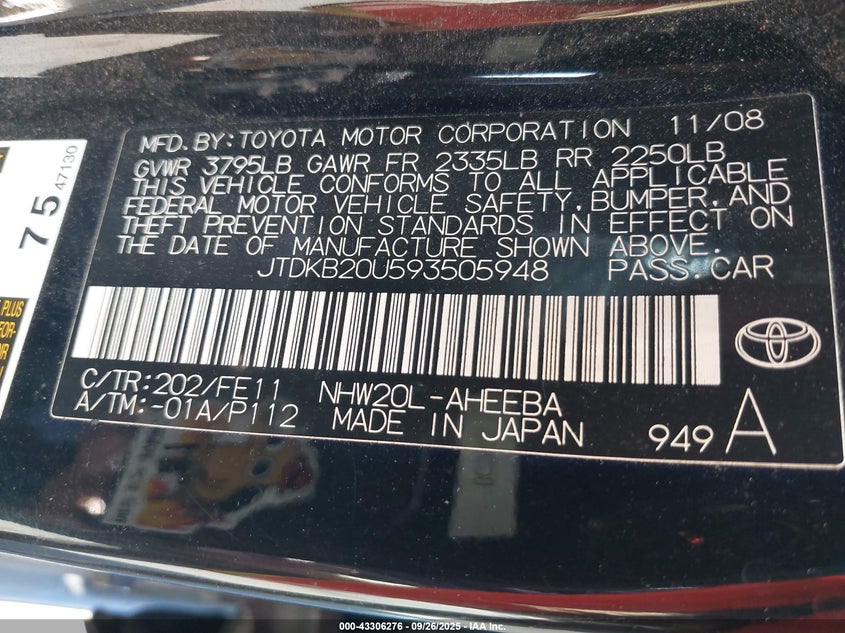 MFD. BY: TOYOTA MOTOR CORPORATION 11/08
GVWR 3795LB GAWR FR 2335LB RR 2250LB
THIS VEHICLE CONFORMS TO ALL APPLICABLE
FEDERAL MOTOR VEHICLE SAFETY, BUMPER, AND
THEFT PREVENTION STANDARDS IN EFFECT ON
THE DATE OF MANUFACTURE SHOWN ABOVE.
JTDKB20U593505948 PASS. CAR
C/TR: 202/FE11 NHW20L-AHEEBA
A/TM: -01A/P112 MADE IN JAPAN 949 A
75
47130
PLUS
FOR-
000-43306276 - 09/26/2025 - IAA Inc.